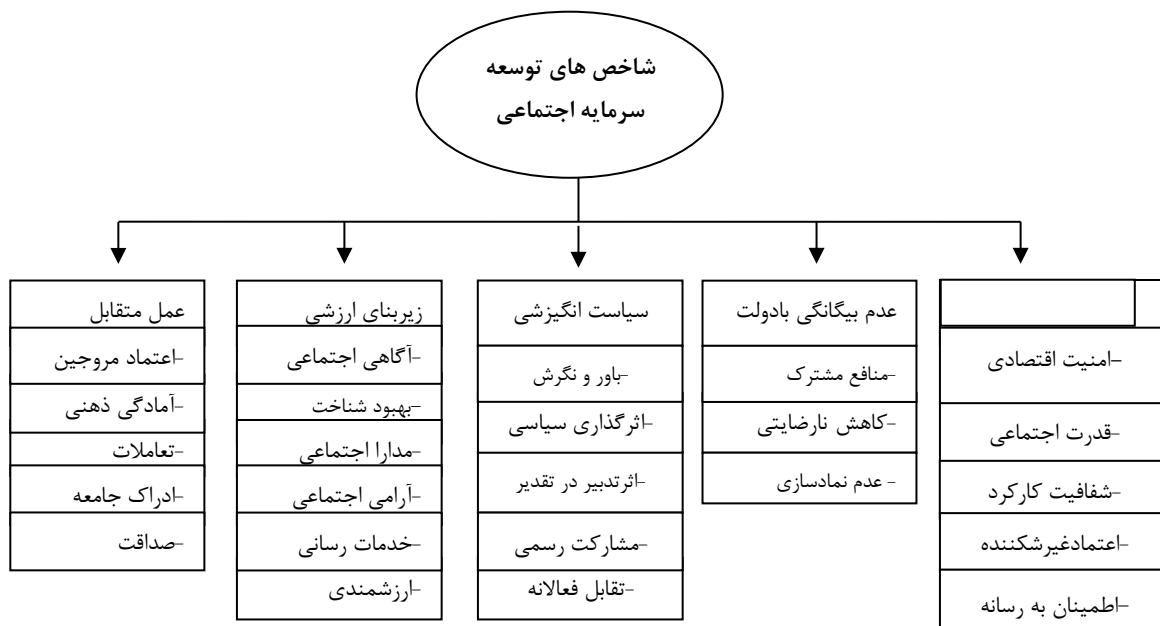 شاخص های توسعه
سرمایه اجتماعی
امنیت اقتصادی-
قدرت اجتماعی-
شفافیت کارکرد-
اعتمادغیرشکننده-
اطمینان به رسانه-
عدم بیگانگی بادولت
منافع مشترک-
کاهش نارضایتی-
عدم نمادسازی -
سیاست انگیزشی
باور و نگرش-
اثرگذاری سیاسی-
اثرتدبیر در تقدیر-
مشارکت رسمی-
تقابل فعالانه-
زیربنای ارزشی
آگاهی اجتماعی-
بهبود شناخت-
مدارا اجتماعی-
آرامی اجتماعی-
خدمات رسانی-
ارزشمندی-
عمل متقابل
اعتماد مروجین-
آمادگی ذهنی-
تعاملات-
ادراک جامعه-
صداقت-